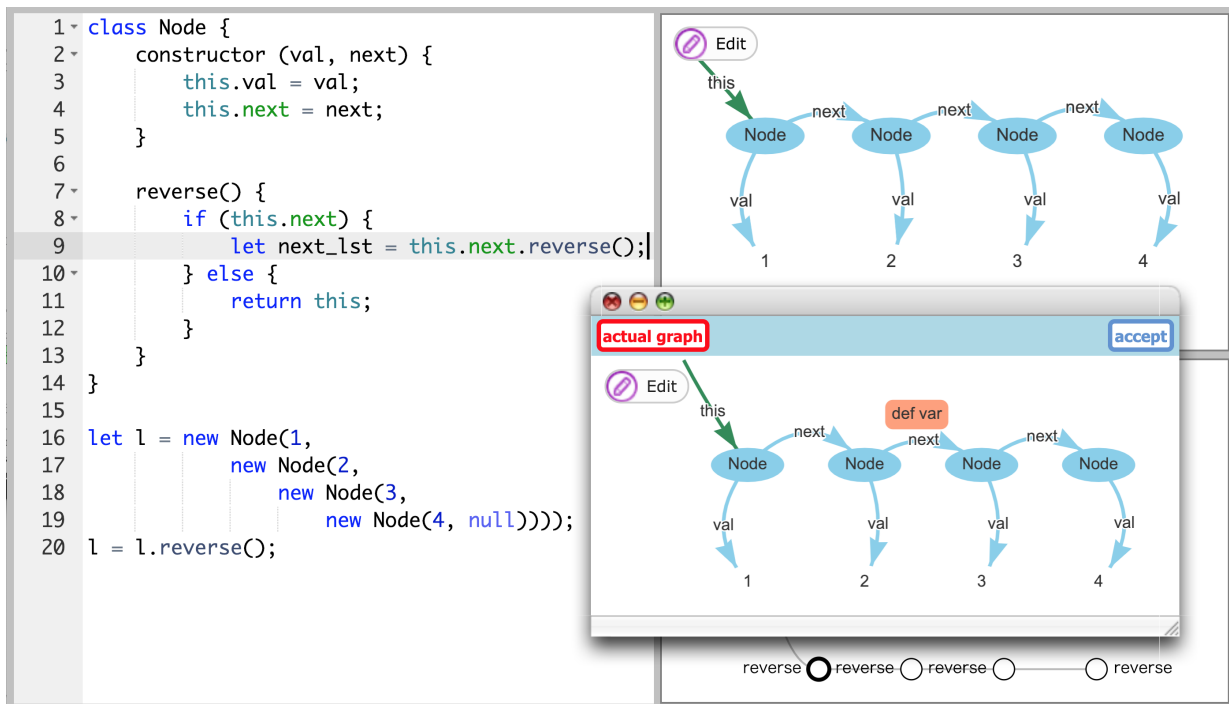 1 class Node {
2     constructor (val, next) {
3         this.val = val;
4         this.next = next;
5     }
6
7     reverse() {
8         if (this.next) {
9             let next_lst = this.next.reverse();
10         } else {
11             return this;
12         }
13     }
14 }
15
16 let l = new Node(1,
17             new Node(2,
18                 new Node(3,
19                     new Node(4, null))));
20 l = l.reverse();
Edit
this
next next next
Node Node Node Node
val val val val
1 2 3 4
actual graph accept
Edit
this
def var
next next next
Node Node Node Node
val val val val
1 2 3 4
reverse reverse reverse reverse